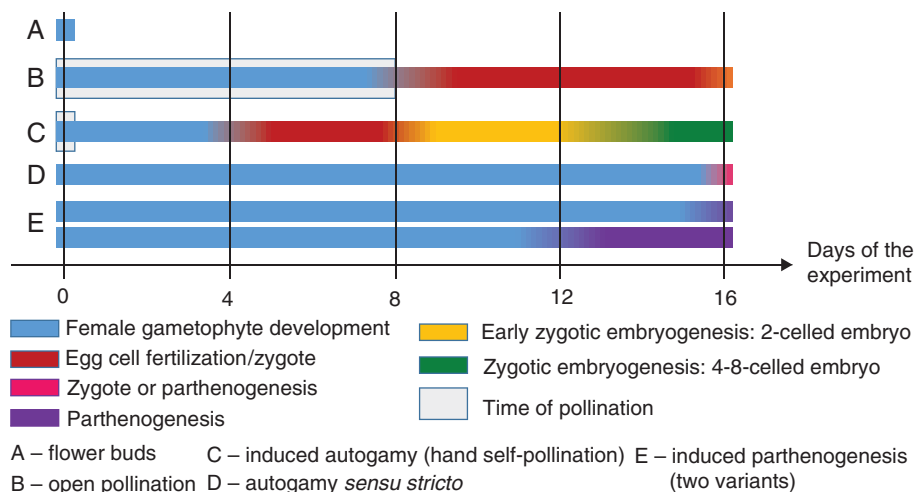 A
B
C
D
E
Days of the
experiment
0 4 8 12 16
Female gametophyte development
Egg cell fertilization/zygote
Zygote or parthenogenesis
Parthenogenesis
Early zygotic embryogenesis: 2-celled embryo
Zygotic embryogenesis: 4-8-celled embryo
Time of pollination
A – flower buds C – induced autogamy (hand self-pollination) E – induced parthenogenesis
B – open pollination D – autogamy sensu stricto (two variants)